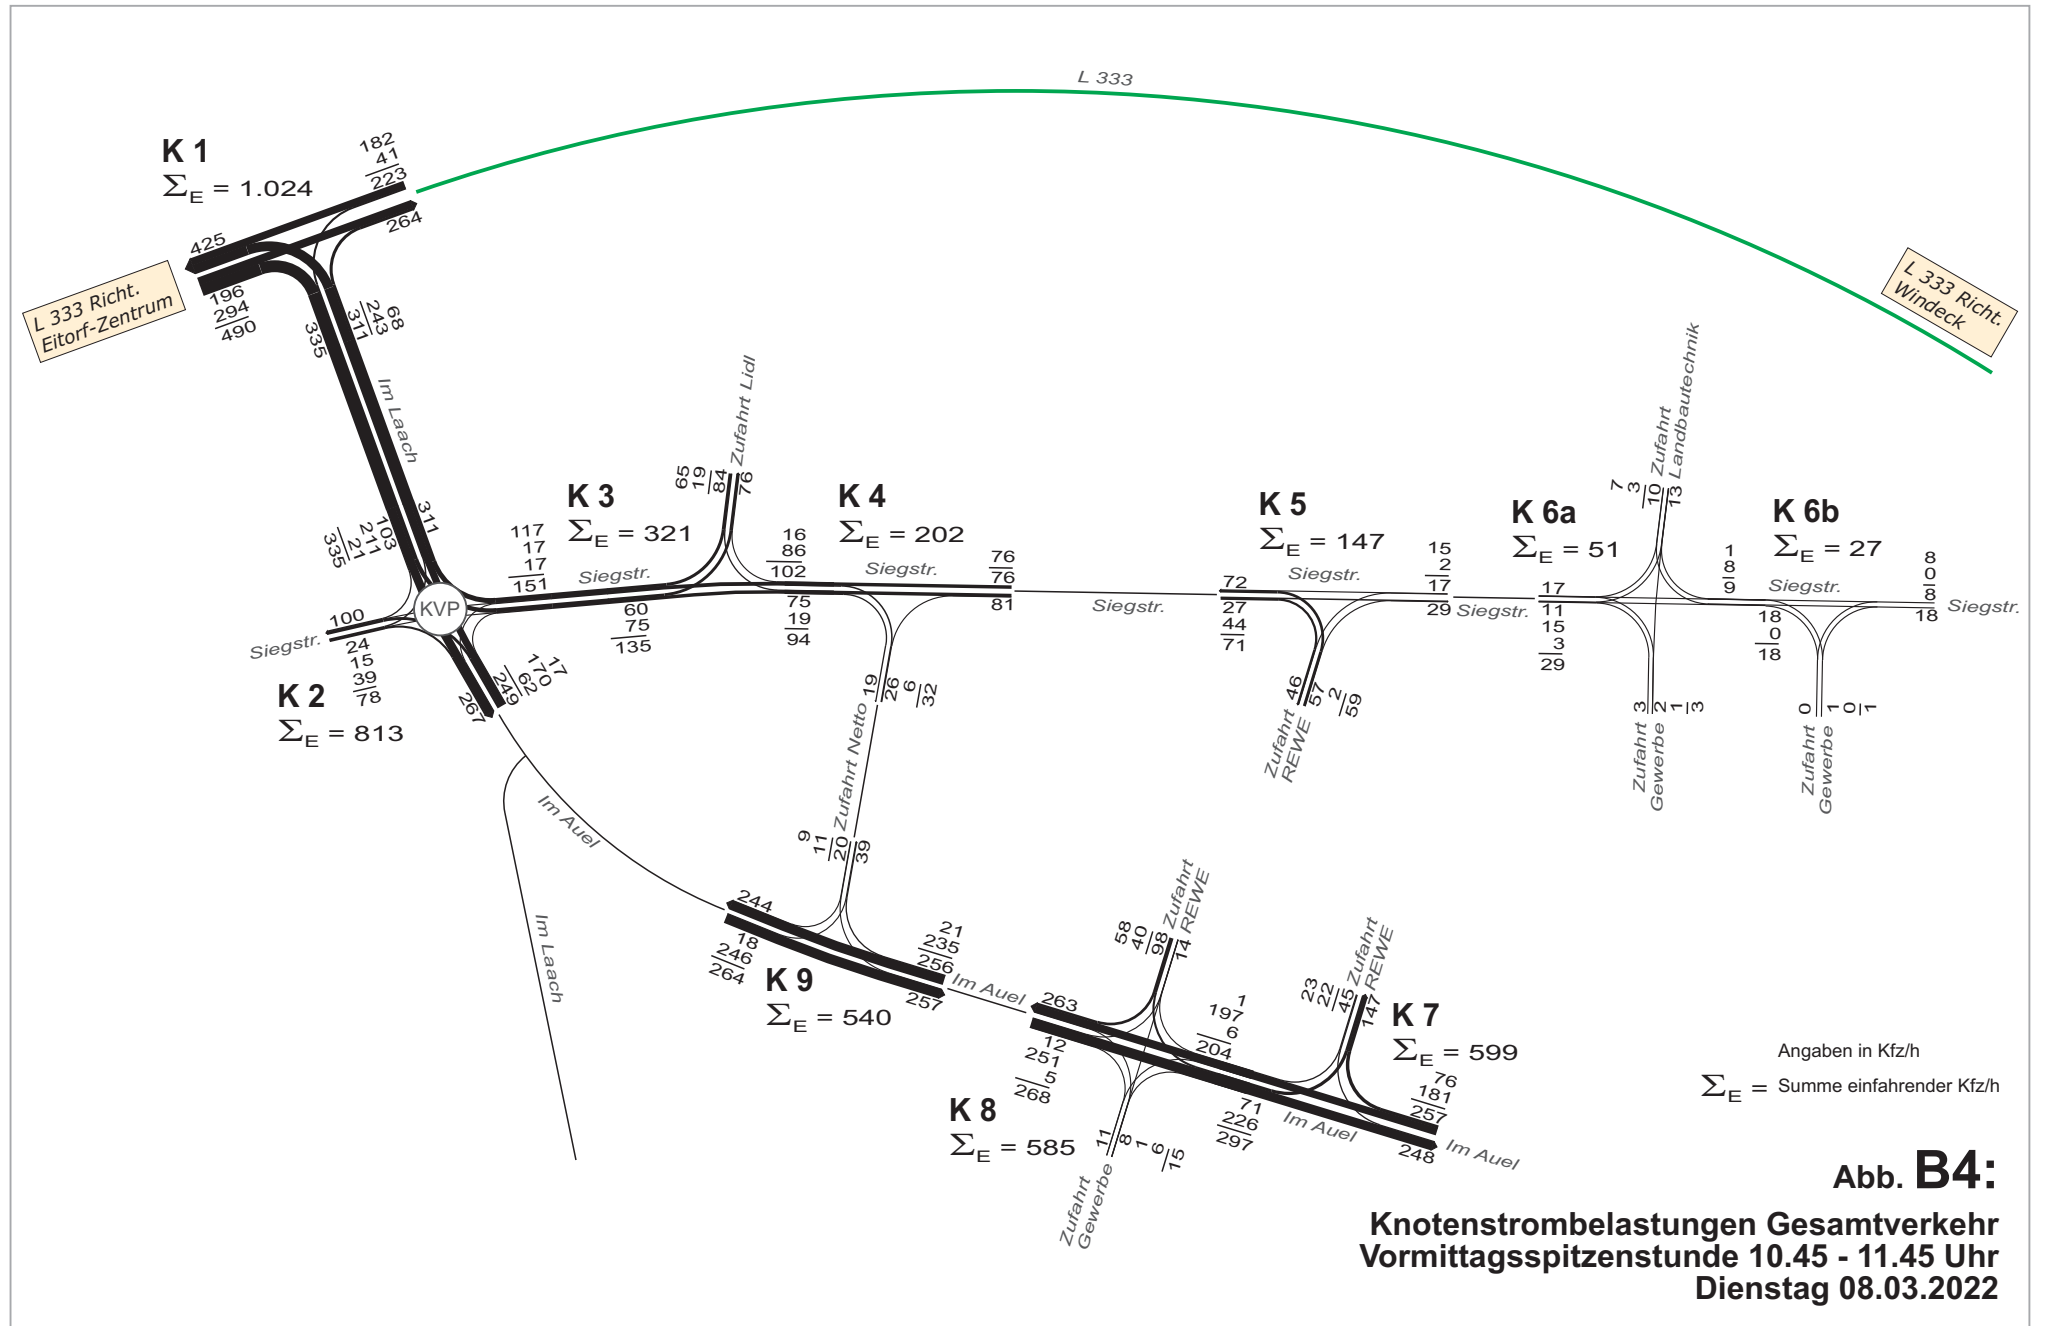 L 333
K 1
Σ E = 1.024
182
41
223
264
425
196
294
490
L 333 Richt.
Eitorf-Zentrum
L 333 Richt.
Windeck
335
311
243
68
Im Laach
311
103
211
21
335
KVP
100
Siegstr.
24
15
39
78
K 2
Σ E = 813
267
249
62
170
17
117
17
17
151
K 3
Σ E = 321
Siegstr.
60
75
135
65
19
84
76
Zufahrt Lidl
16
86
102
75
19
94
K 4
Σ E = 202
Siegstr.
76
76
81
19
26
6
32
Zufahrt Netto
Siegstr.
K 5
Σ E = 147
72
27
44
71
Siegstr.
15
2
17
29
46
57
2
59
Zufahrt
REWE
Siegstr.
K 6a
Σ E = 51
17
11
15
3
29
7
3
10
13
Zufahrt
Landbautechnik
1
8
9
18
0
18
3
2
1
3
Zufahrt
Gewerbe
K 6b
Σ E = 27
Siegstr.
8
0
8
18
Siegstr.
0
1
0
1
Zufahrt
Gewerbe
Im Auel
Im Laach
9
11
20
39
244
18
246
264
K 9
Σ E = 540
21
235
256
257
Im Auel
58
40
98
14
Zufahrt
REWE
263
12
251
5
268
K 8
Σ E = 585
11
8
1
6
15
Zufahrt
Gewerbe
1
197
6
204
71
226
297
Im Auel
23
22
45
147
Zufahrt
REWE
K 7
Σ E = 599
76
181
257
248
Im Auel
Angaben in Kfz/h
Σ E = Summe einfahrender Kfz/h
Abb. B4:
Knotenstrombelastungen Gesamtverkehr
Vormittagsspitzenstunde 10.45 - 11.45 Uhr
Dienstag 08.03.2022